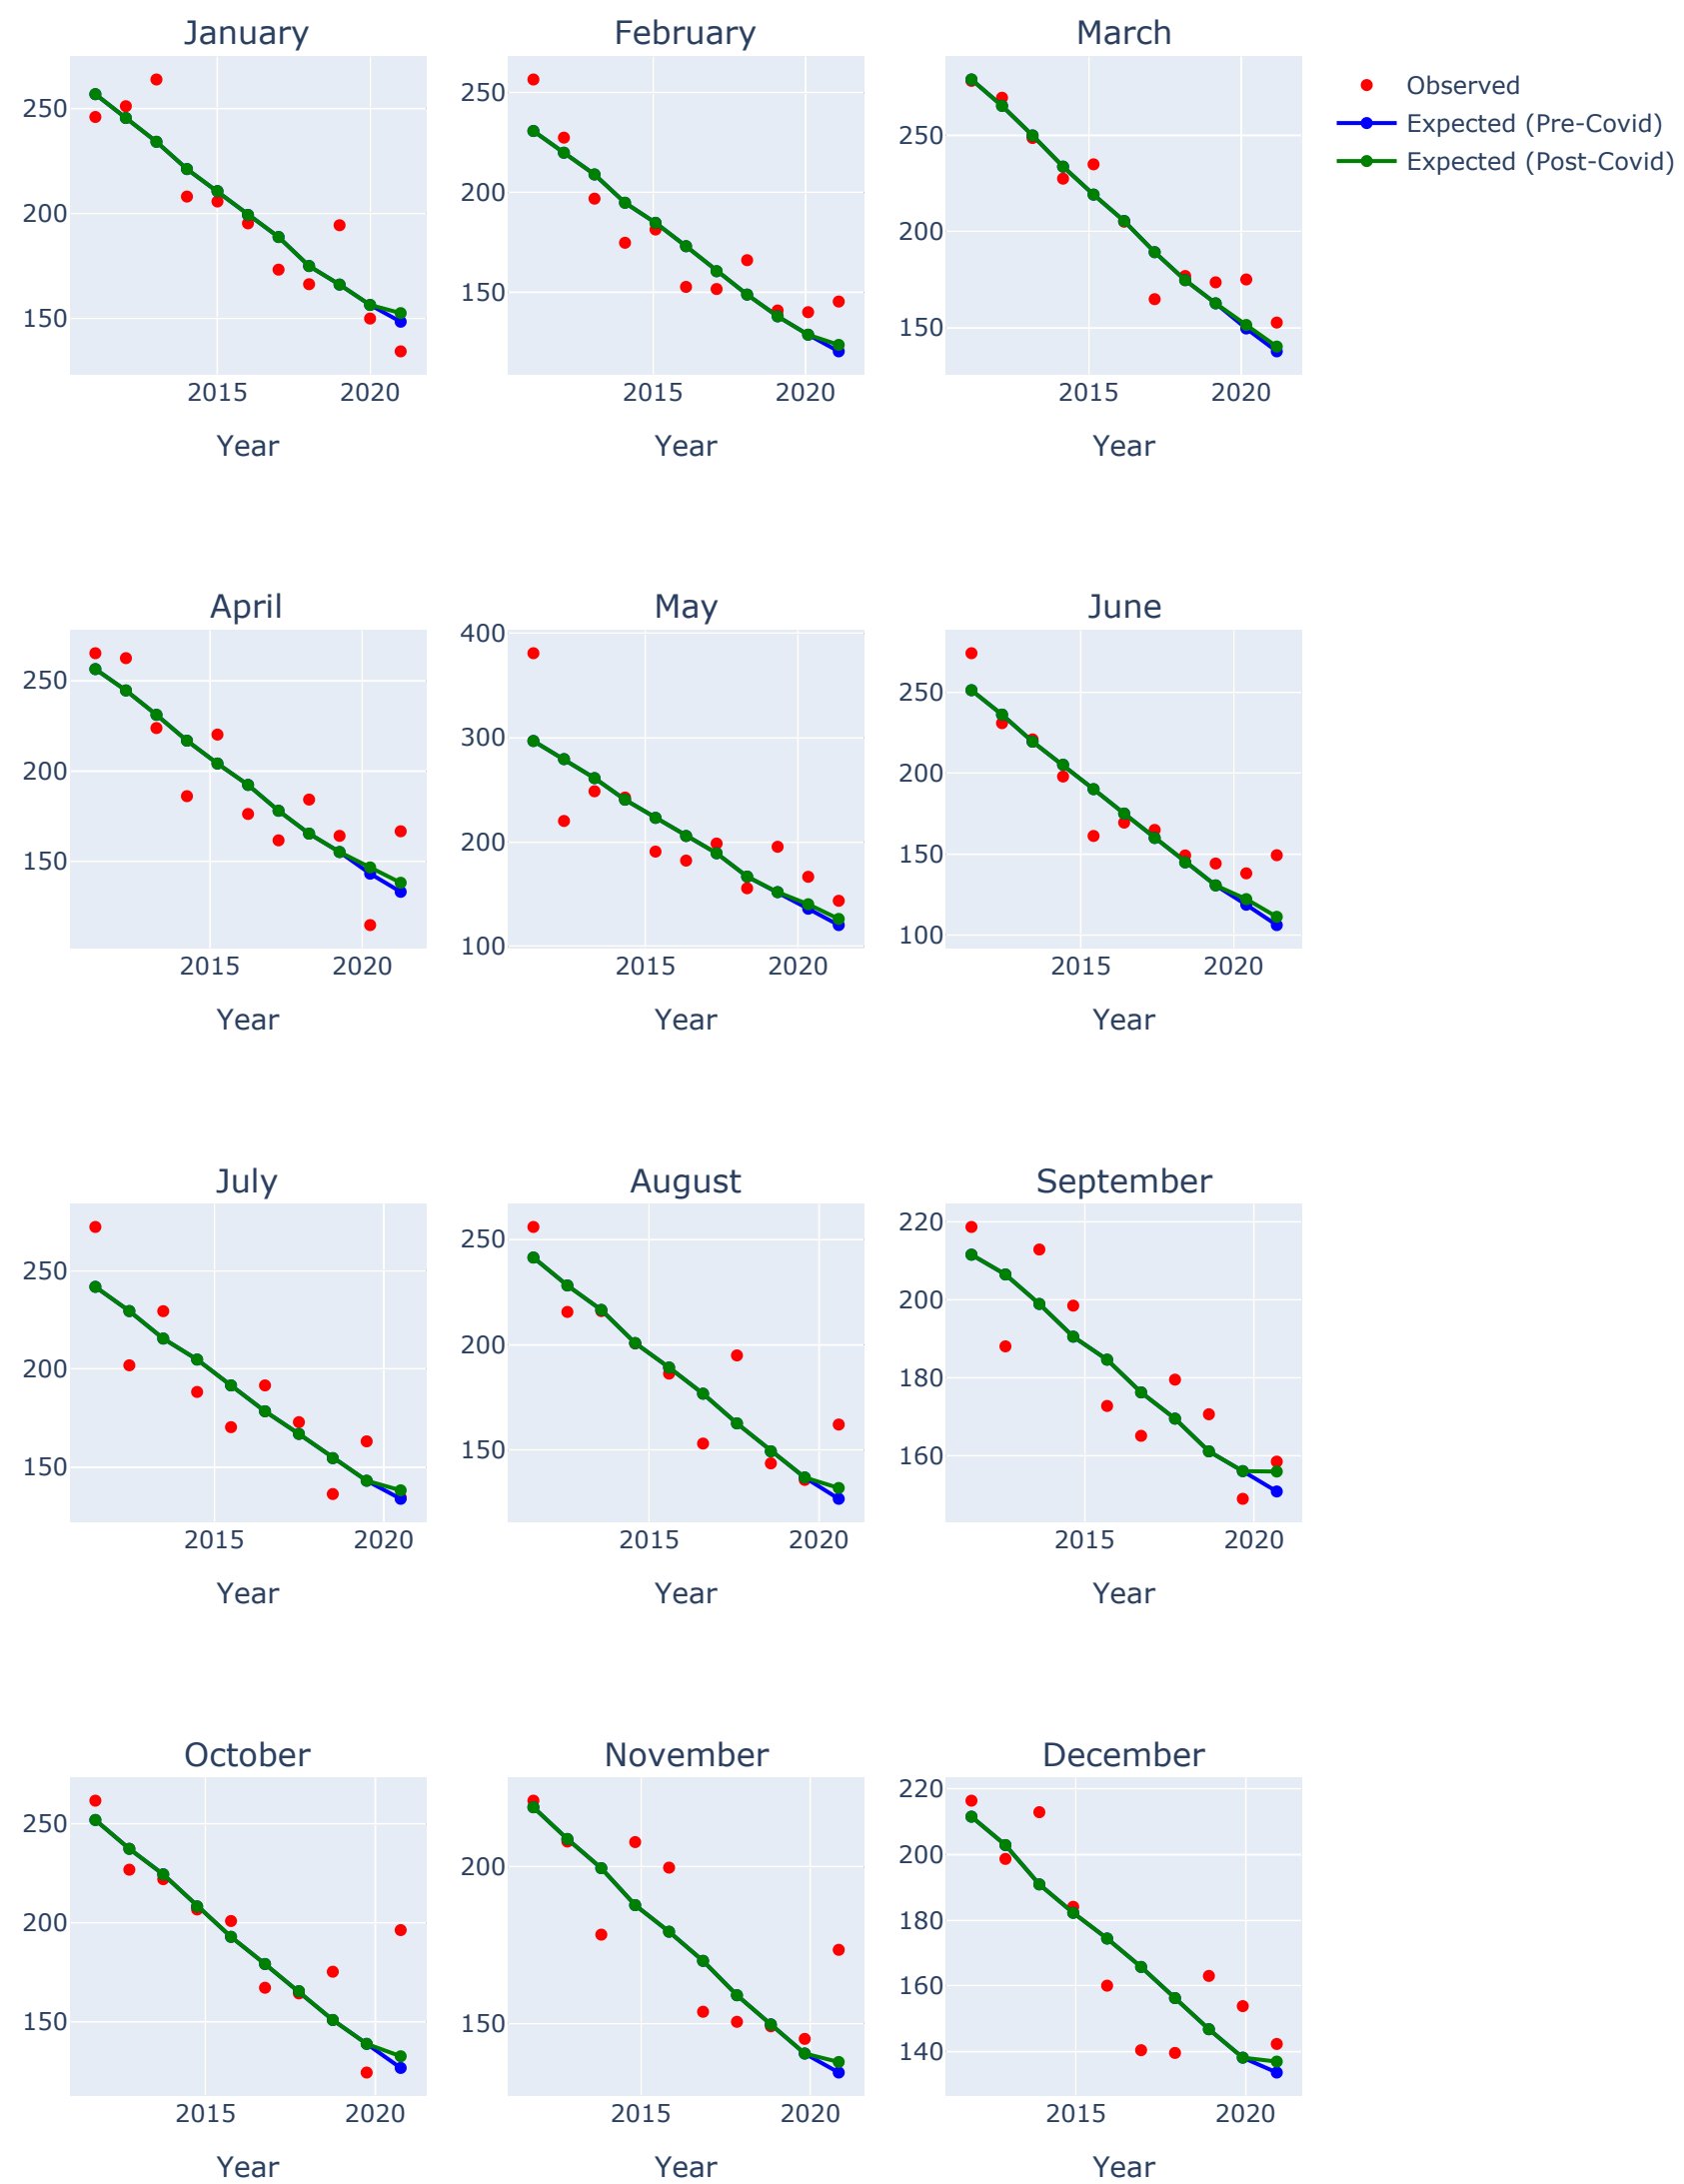 January
February
March
250
200
150
2015
2020
Year
250
200
150
2015
2020
Year
250
200
150
2015
2020
Year
Observed
Expected (Pre-Covid)
Expected (Post-Covid)
April
May
June
250
200
150
2015
2020
Year
400
300
200
100
2015
2020
Year
250
200
150
100
2015
2020
Year
July
August
September
250
200
150
2015
2020
Year
250
200
150
2015
2020
Year
220
200
180
160
2015
2020
Year
October
November
December
250
200
150
2015
2020
Year
200
150
2015
2020
Year
220
200
180
160
140
2015
2020
Year